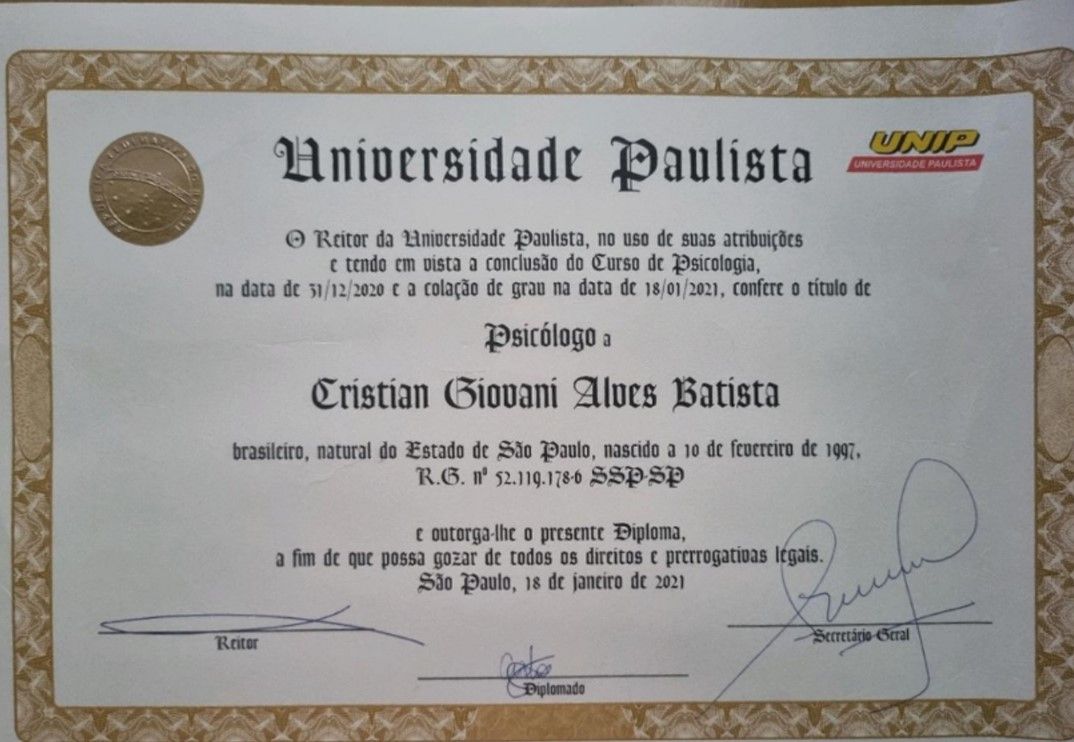 Universidade Paulista
UNIP
UNIVERSIDADE PAULISTA
O Reitor da Universidade Paulista, no uso de suas atribuições
e tendo em vista a conclusão do Curso de Psicologia,
na data de 31/12/2020 e a colação de grau na data de 18/01/2021, confere o título de
Psicólogo a
Cristian Giovani Alves Batista
brasileiro, natural do Estado de São Paulo, nascido a 10 de fevereiro de 1997,
R.G. nº 52.119.178-6 SSP-SP
e outorga-lhe o presente Diploma,
a fim de que possa gozar de todos os direitos e prerrogativas legais.
São Paulo, 18 de janeiro de 2021
Reitor
Secretário Geral
Diplomado